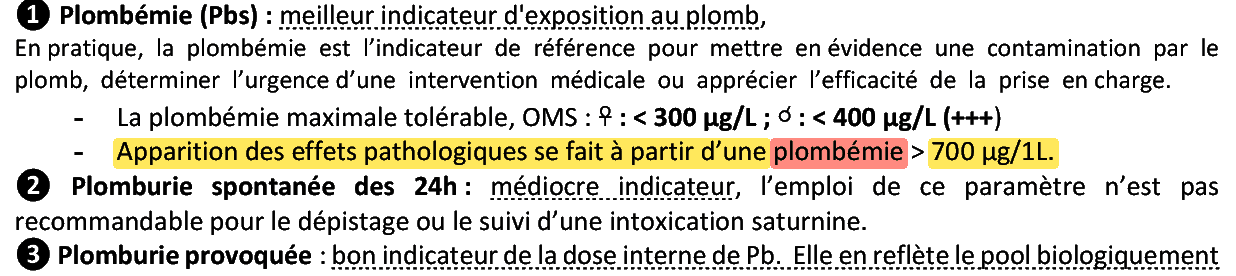 ❶ Plombémie (Pbs) : meilleur indicateur d'exposition au plomb,
En pratique, la plombémie est l’indicateur de référence pour mettre en évidence une contamination par le
plomb, déterminer l’urgence d’une intervention médicale ou apprécier l’efficacité de la prise en charge.
- La plombémie maximale tolérable, OMS : ♀ : < 300 µg/L ; ♂ : < 400 µg/L (+++)
- Apparition des effets pathologiques se fait à partir d’une plombémie > 700 µg/1L.
❷ Plomburie spontanée des 24h : médiocre indicateur, l’emploi de ce paramètre n’est pas
recommandable pour le dépistage ou le suivi d’une intoxication saturnine.
❸ Plomburie provoquée : bon indicateur de la dose interne de Pb. Elle en reflète le pool biologiquement